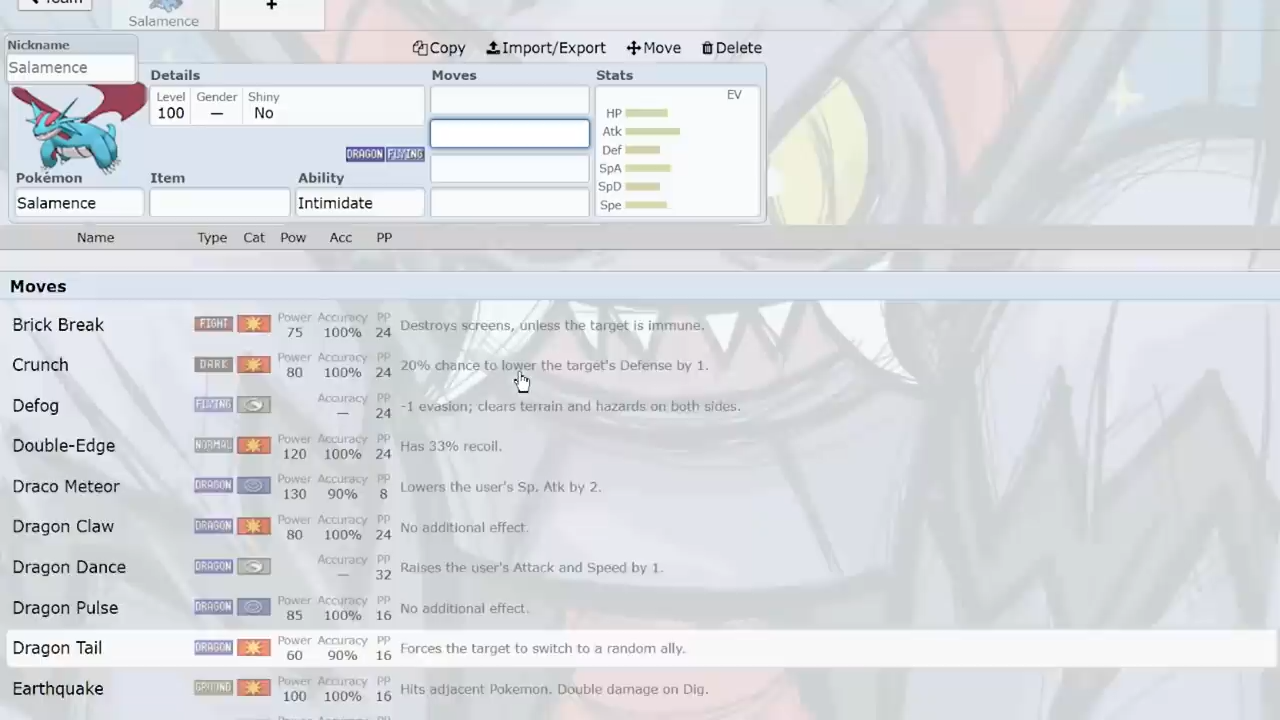 Team
Salamence
+
Nickname
Salamence
Copy Import/Export Move Delete
Details
Level Gender Shiny
100 — No
DRAGON FLYING
Pokémon Item Ability
Salamence Intimidate
Moves
Stats
EV
HP
Atk
Def
SpA
SpD
Spe
Name Type Cat Pow Acc PP
Moves
Brick Break FIGHT Power 75 Accuracy 100% PP 24 Destroys screens, unless the target is immune.
Crunch DARK Power 80 Accuracy 100% PP 24 20% chance to lower the target's Defense by 1.
Defog FLYING Accuracy — PP 24 -1 evasion; clears terrain and hazards on both sides.
Double-Edge NORMAL Power 120 Accuracy 100% PP 24 Has 33% recoil.
Draco Meteor DRAGON Power 130 Accuracy 90% PP 8 Lowers the user's Sp. Atk by 2.
Dragon Claw DRAGON Power 80 Accuracy 100% PP 24 No additional effect.
Dragon Dance DRAGON Accuracy — PP 32 Raises the user's Attack and Speed by 1.
Dragon Pulse DRAGON Power 85 Accuracy 100% PP 16 No additional effect.
Dragon Tail DRAGON Power 60 Accuracy 90% PP 16 Forces the target to switch to a random ally.
Earthquake GROUND Power 100 Accuracy 100% PP 16 Hits adjacent Pokemon. Double damage on Dig.